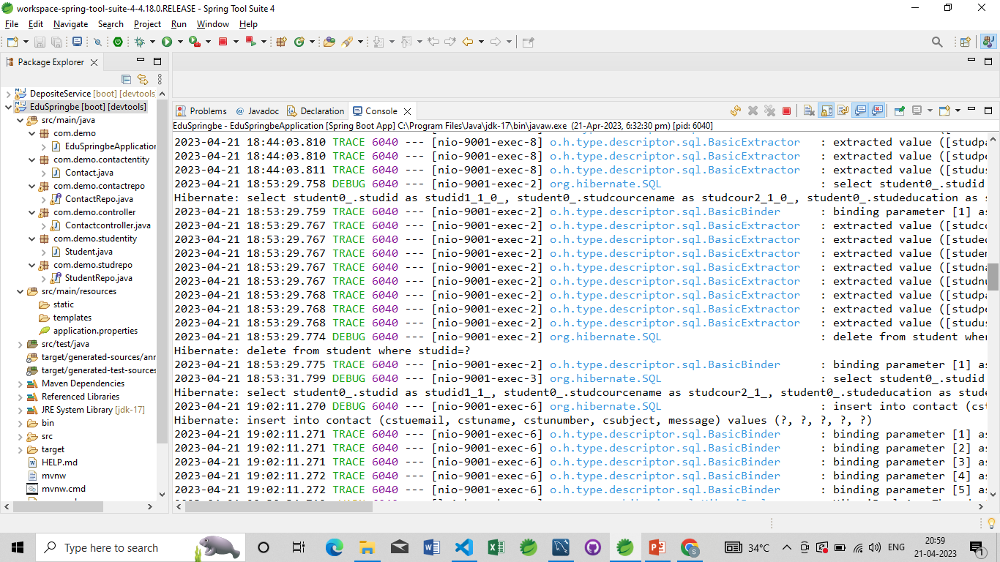 workspace-spring-tool-suite-4-4.18.0.RELEASE - Spring Tool Suite 4
File Edit Navigate Search Project Run Window Help
Package Explorer
DepositeService [boot] [devtools
EduSpringbe [boot] [devtools]
src/main/java
com.demo
EduSpringbeApplication
com.demo.contactentity
Contact.java
com.demo.contactrepo
ContactRepo.java
com.demo.controller
Contactcontroller.java
com.demo.studentity
Student.java
com.demo.studrepo
StudentRepo.java
src/main/resources
static
templates
application.properties
src/test/java
target/generated-sources/ann
target/generated-test-sources
Maven Dependencies
Referenced Libraries
JRE System Library [jdk-17]
bin
src
target
HELP.md
mvnw
mvnw.cmd
Problems @ Javadoc Declaration Console
EduSpringbe - EduSpringbeApplication [Spring Boot App] C:\Program Files\Java\jdk-17\bin\javaw.exe (21-Apr-2023, 6:32:30 pm) [pid: 6040]
2023-04-21 18:44:03.810 TRACE 6040 --- [nio-9001-exec-8] o.h.type.descriptor.sql.BasicExtractor : extracted value ([studpa
2023-04-21 18:44:03.810 TRACE 6040 --- [nio-9001-exec-8] o.h.type.descriptor.sql.BasicExtractor : extracted value ([studpe
2023-04-21 18:44:03.811 TRACE 6040 --- [nio-9001-exec-8] o.h.type.descriptor.sql.BasicExtractor : extracted value ([studus
2023-04-21 18:53:29.758 DEBUG 6040 --- [nio-9001-exec-2] org.hibernate.SQL : select student0_.studid
Hibernate: select student0_.studid as studid1_1_0_, student0_.studcourcename as studcour2_1_0_, student0_.studeducation as s
2023-04-21 18:53:29.759 TRACE 6040 --- [nio-9001-exec-2] o.h.type.descriptor.sql.BasicBinder : binding parameter [1] as
2023-04-21 18:53:29.767 TRACE 6040 --- [nio-9001-exec-2] o.h.type.descriptor.sql.BasicExtractor : extracted value ([studco
2023-04-21 18:53:29.767 TRACE 6040 --- [nio-9001-exec-2] o.h.type.descriptor.sql.BasicExtractor : extracted value ([studed
2023-04-21 18:53:29.767 TRACE 6040 --- [nio-9001-exec-2] o.h.type.descriptor.sql.BasicExtractor : extracted value ([studem
2023-04-21 18:53:29.767 TRACE 6040 --- [nio-9001-exec-2] o.h.type.descriptor.sql.BasicExtractor : extracted value ([studna
2023-04-21 18:53:29.767 TRACE 6040 --- [nio-9001-exec-2] o.h.type.descriptor.sql.BasicExtractor : extracted value ([studnu
2023-04-21 18:53:29.768 TRACE 6040 --- [nio-9001-exec-2] o.h.type.descriptor.sql.BasicExtractor : extracted value ([studpa
2023-04-21 18:53:29.768 TRACE 6040 --- [nio-9001-exec-2] o.h.type.descriptor.sql.BasicExtractor : extracted value ([studpe
2023-04-21 18:53:29.768 TRACE 6040 --- [nio-9001-exec-2] o.h.type.descriptor.sql.BasicExtractor : extracted value ([studus
2023-04-21 18:53:29.774 DEBUG 6040 --- [nio-9001-exec-2] org.hibernate.SQL : delete from student wher
Hibernate: delete from student where studid=?
2023-04-21 18:53:29.775 TRACE 6040 --- [nio-9001-exec-2] o.h.type.descriptor.sql.BasicBinder : binding parameter [1] as
2023-04-21 18:53:31.799 DEBUG 6040 --- [nio-9001-exec-3] org.hibernate.SQL : select student0_.studid
Hibernate: select student0_.studid as studid1_1_, student0_.studcourcename as studcour2_1_, student0_.studeducation as stude
2023-04-21 19:02:11.270 DEBUG 6040 --- [nio-9001-exec-6] org.hibernate.SQL : insert into contact (cst
Hibernate: insert into contact (cstuemail, cstuname, cstunumber, csubject, message) values (?, ?, ?, ?, ?)
2023-04-21 19:02:11.271 TRACE 6040 --- [nio-9001-exec-6] o.h.type.descriptor.sql.BasicBinder : binding parameter [1] as
2023-04-21 19:02:11.271 TRACE 6040 --- [nio-9001-exec-6] o.h.type.descriptor.sql.BasicBinder : binding parameter [2] as
2023-04-21 19:02:11.271 TRACE 6040 --- [nio-9001-exec-6] o.h.type.descriptor.sql.BasicBinder : binding parameter [3] as
2023-04-21 19:02:11.272 TRACE 6040 --- [nio-9001-exec-6] o.h.type.descriptor.sql.BasicBinder : binding parameter [4] as
2023-04-21 19:02:11.272 TRACE 6040 --- [nio-9001-exec-6] o.h.type.descriptor.sql.BasicBinder : binding parameter [5] as
Type here to search
34°C
ENG
20:59
21-04-2023
1